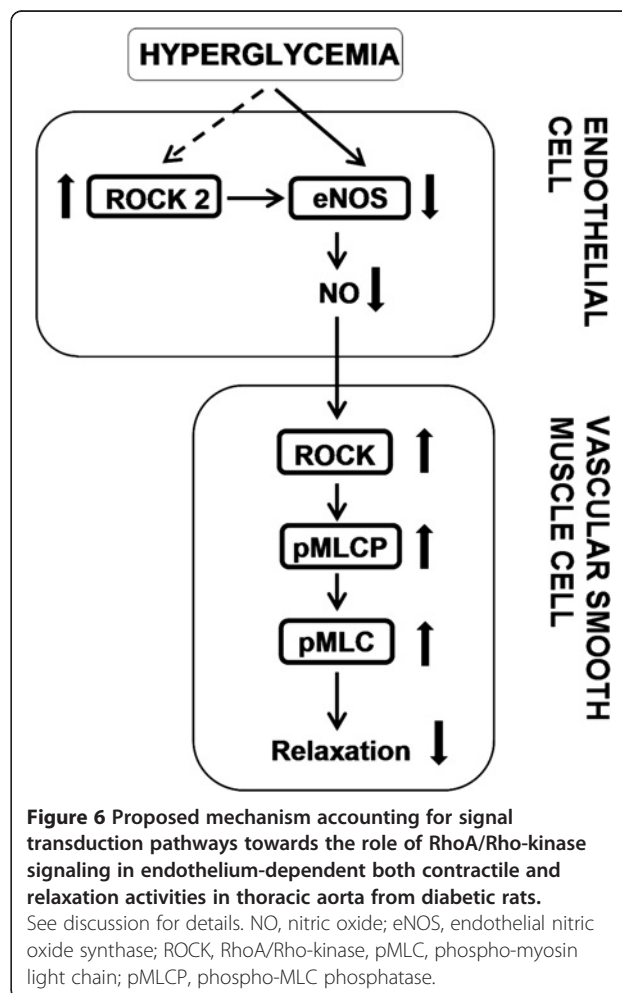 HYPERGLYCEMIA
ENDOTHELIAL
CELL
ROCK 2
eNOS
NO
VASCULAR SMOOTH
MUSCLE CELL
ROCK
pMLCP
pMLC
Relaxation
Figure 6 Proposed mechanism accounting for signal
transduction pathways towards the role of RhoA/Rho-kinase
signaling in endothelium-dependent both contractile and
relaxation activities in thoracic aorta from diabetic rats.
See discussion for details. NO, nitric oxide; eNOS, endothelial nitric
oxide synthase; ROCK, RhoA/Rho-kinase, pMLC, phospho-myosin
light chain; pMLCP, phospho-MLC phosphatase.